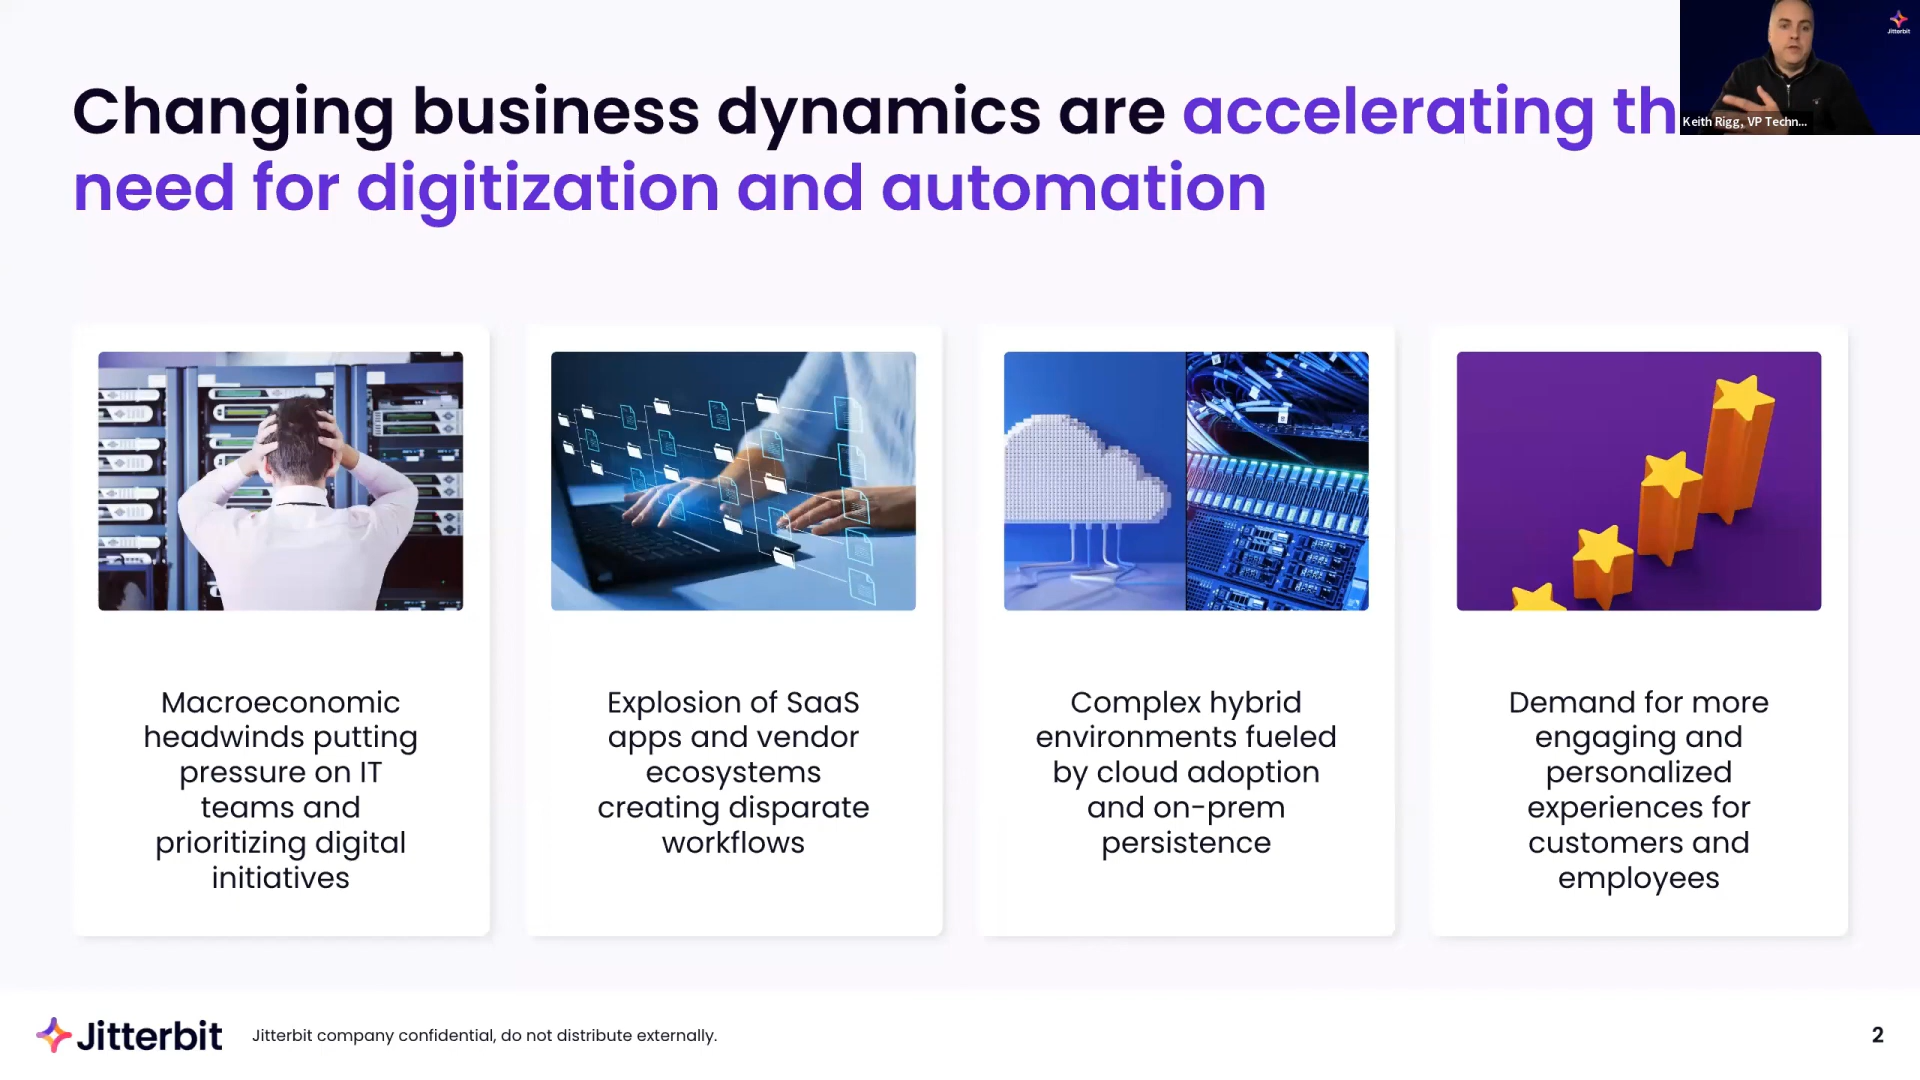 Changing business dynamics are accelerating th
need for digitization and automation
Jitterbit
Keith Rigg, VP Techn...
Macroeconomic
headwinds putting
pressure on IT
teams and
prioritizing digital
initiatives
Explosion of SaaS
apps and vendor
ecosystems
creating disparate
workflows
Complex hybrid
environments fueled
by cloud adoption
and on-prem
persistence
Demand for more
engaging and
personalized
experiences for
customers and
employees
Jitterbit
Jitterbit company confidential, do not distribute externally.
2